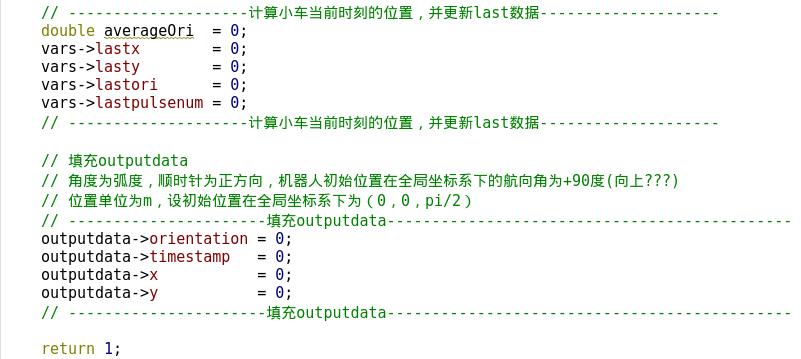 // --------------------计算小车当前时刻的位置，并更新last数据--------------------
double averageOri  = 0;
vars->lastx        = 0;
vars->lasty        = 0;
vars->lastori      = 0;
vars->lastpulsenum = 0;
// --------------------计算小车当前时刻的位置，并更新last数据--------------------
// 填充outputdata
// 角度为弧度，顺时针为正方向，机器人初始位置在全局坐标系下的航向角为+90度(向上???)
// 位置单位为m，设初始位置在全局坐标系下为（0，0，pi/2）
// ----------------------填充outputdata---------------------------------------------
outputdata->orientation = 0;
outputdata->timestamp   = 0;
outputdata->x           = 0;
outputdata->y           = 0;
// ----------------------填充outputdata---------------------------------------------
return 1;